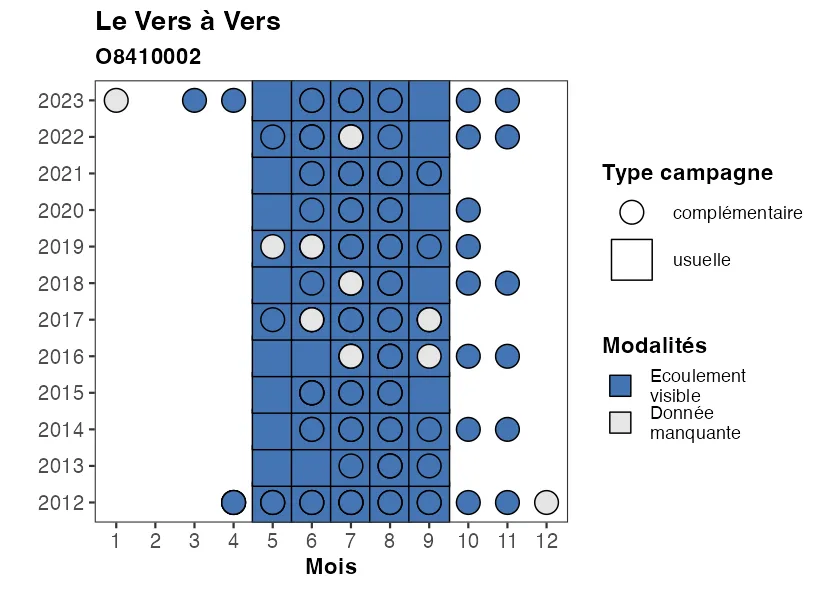 Le Vers à Vers
O8410002
2023
2022
2021
2020
2019
2018
2017
2016
2015
2014
2013
2012
1 2 3 4 5 6 7 8 9 10 11 12
Mois
Type campagne
complémentaire
usuelle
Modalités
Ecoulement
visible
Donnée
manquante